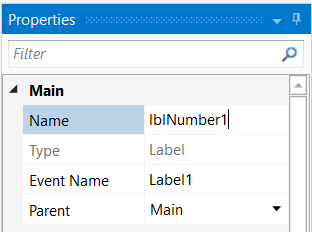 Properties
Filter
Main
Name lblNumber1
Type Label
Event Name Label1
Parent Main